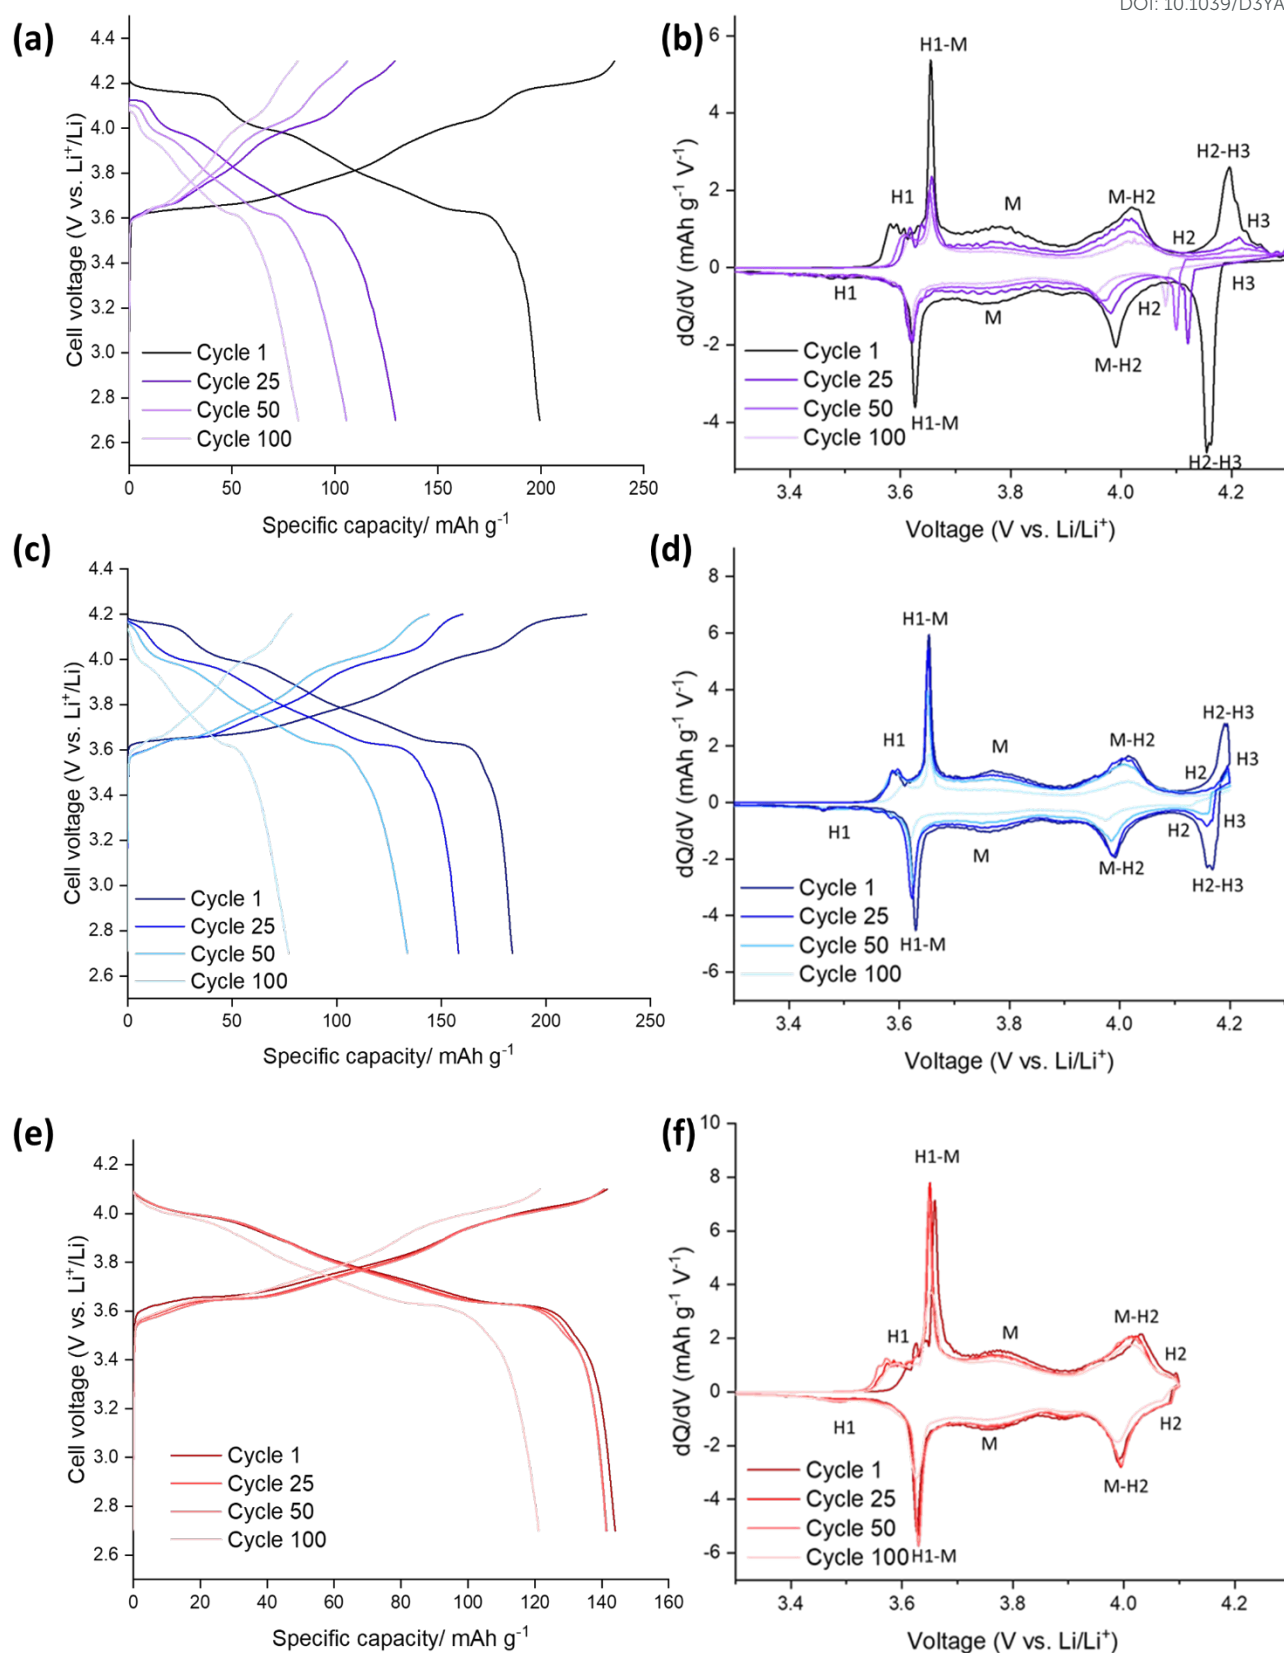 DOI: 10.1039/D3YA
(a)
4.4
4.2
4.0
3.8
3.6
3.4
3.2
3.0
2.8
2.6
Cell voltage (V vs. Li⁺/Li)
Cycle 1
Cycle 25
Cycle 50
Cycle 100
0 50 100 150 200 250
Specific capacity/ mAh g⁻¹
(b)
6
4
2
0
-2
-4
dQ/dV (mAh g⁻¹ V⁻¹)
H1-M
H2-H3
H1
M
M-H2
H2
H3
H1
M
H2
H3
M-H2
H1-M
H2-H3
Cycle 1
Cycle 25
Cycle 50
Cycle 100
3.4 3.6 3.8 4.0 4.2
Voltage (V vs. Li/Li⁺)
(c)
4.4
4.2
4.0
3.8
3.6
3.4
3.2
3.0
2.8
2.6
Cell voltage (V vs. Li⁺/Li)
Cycle 1
Cycle 25
Cycle 50
Cycle 100
0 50 100 150 200 250
Specific capacity/ mAh g⁻¹
(d)
8
6
4
2
0
-2
-4
-6
dQ/dV (mAh g⁻¹ V⁻¹)
H1-M
H2-H3
H1
M
M-H2
H2
H3
H1
M
H2
H3
M-H2
H2-H3
H1-M
Cycle 1
Cycle 25
Cycle 50
Cycle 100
3.4 3.6 3.8 4.0 4.2
Voltage (V vs. Li/Li⁺)
(e)
4.2
4.0
3.8
3.6
3.4
3.2
3.0
2.8
2.6
Cell voltage (V vs. Li⁺/Li)
Cycle 1
Cycle 25
Cycle 50
Cycle 100
0 20 40 60 80 100 120 140 160
Specific capacity/ mAh g⁻¹
(f)
10
8
6
4
2
0
-2
-4
-6
dQ/dV (mAh g⁻¹ V⁻¹)
H1-M
H1
M
M-H2
H2
H1
M
H2
M-H2
H1-M
Cycle 1
Cycle 25
Cycle 50
Cycle 100
3.4 3.6 3.8 4.0 4.2
Voltage (V vs. Li/Li⁺)